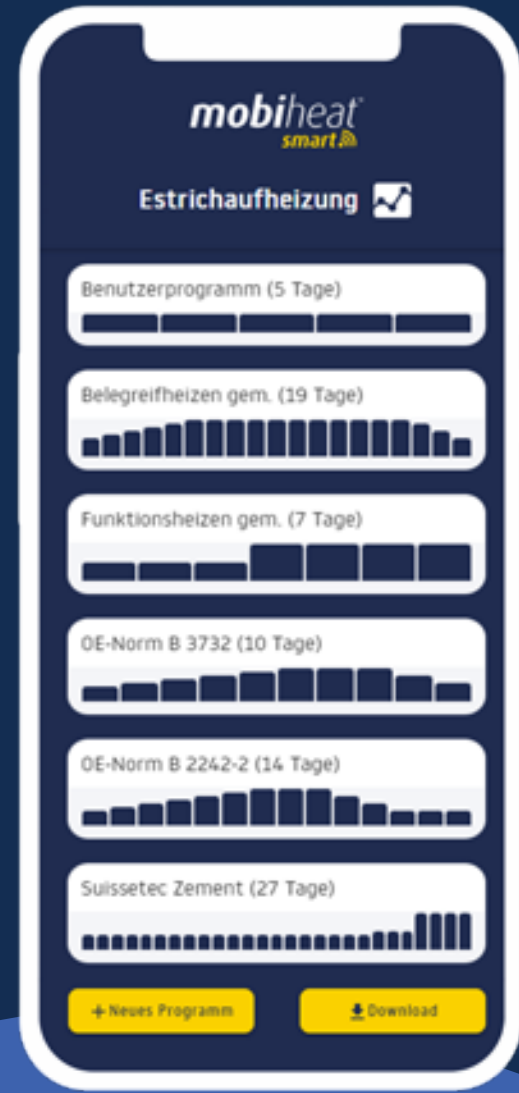 mobiheat
smart
Estrichaufheizung
Benutzerprogramm (5 Tage)
Belegreifheizen gem. (19 Tage)
Funktionsheizen gem. (7 Tage)
OE-Norm B 3732 (10 Tage)
OE-Norm B 2242-2 (14 Tage)
Suissetec Zement (27 Tage)
+ Neues Programm
Download